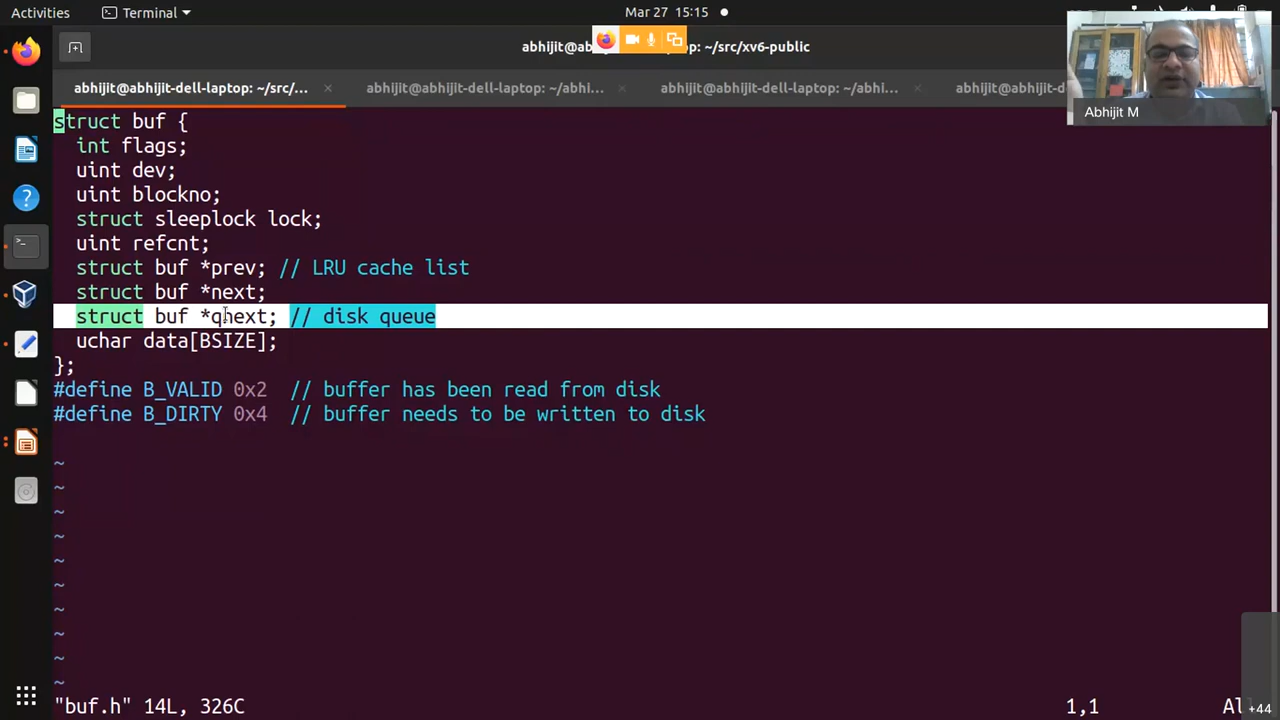 Activities
Terminal
Mar 27 15:15
abhijit@ab
p: ~/src/xv6-public
abhijit@abhijit-dell-laptop: ~/src/... ×
abhijit@abhijit-dell-laptop: ~/abhi... ×
abhijit@abhijit-dell-laptop: ~/abhi... ×
abhijit@abhijit-d
Abhijit M
struct buf {
  int flags;
  uint dev;
  uint blockno;
  struct sleeplock lock;
  uint refcnt;
  struct buf *prev; // LRU cache list
  struct buf *next;
  struct buf *qnext; // disk queue
  uchar data[BSIZE];
};
#define B_VALID 0x2  // buffer has been read from disk
#define B_DIRTY 0x4  // buffer needs to be written to disk
~
~
~
~
~
~
~
~
~
~
"buf.h" 14L, 326C
1,1
Al
+44